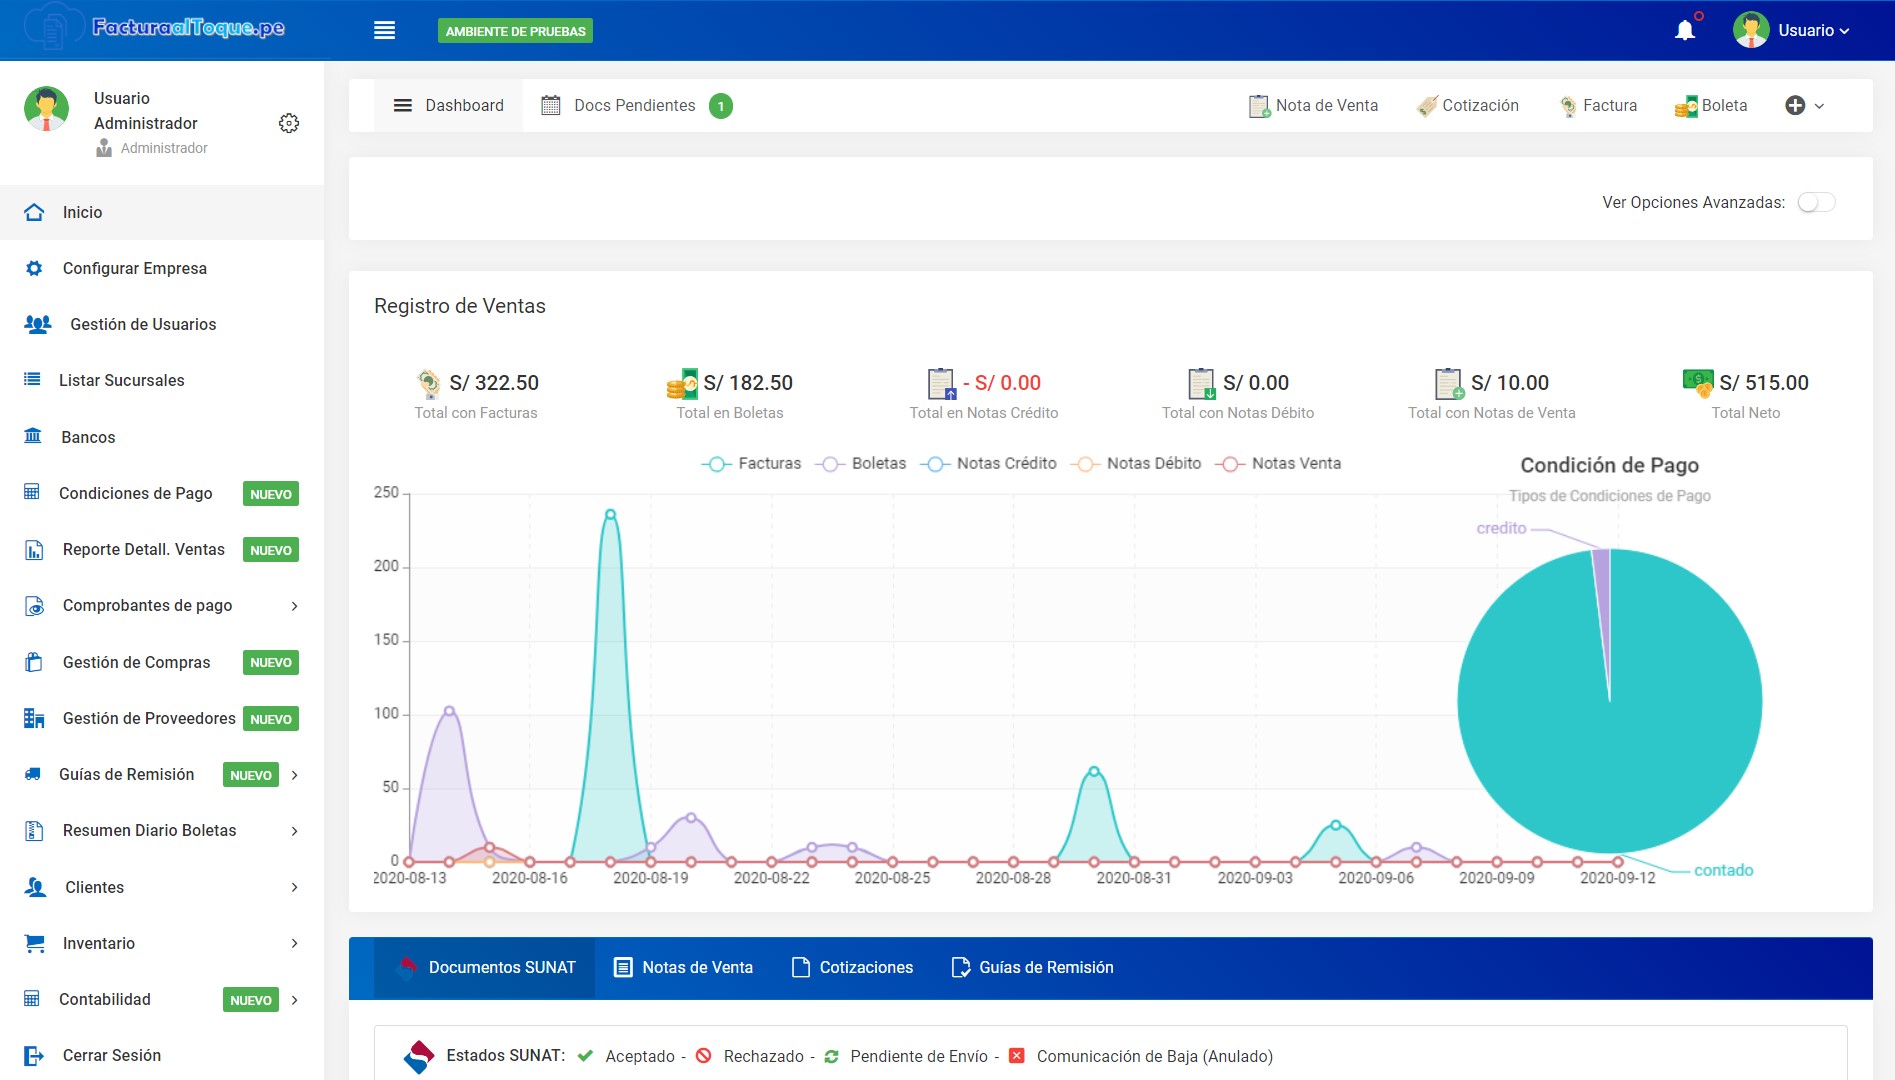 FacturaalToque.pe
AMBIENTE DE PRUEBAS
Usuario
Usuario
Administrador
Administrador
Inicio
Configurar Empresa
Gestión de Usuarios
Listar Sucursales
Bancos
Condiciones de Pago NUEVO
Reporte Detall. Ventas NUEVO
Comprobantes de pago
Gestión de Compras NUEVO
Gestión de Proveedores NUEVO
Guías de Remisión NUEVO
Resumen Diario Boletas
Clientes
Inventario
Contabilidad NUEVO
Cerrar Sesión
Dashboard Docs Pendientes 1 Nota de Venta Cotización Factura Boleta
Ver Opciones Avanzadas:
Registro de Ventas
S/ 322.50 S/ 182.50 - S/ 0.00 S/ 0.00 S/ 10.00 S/ 515.00
Total con Facturas Total en Boletas Total en Notas Crédito Total con Notas Débito Total con Notas de Venta Total Neto
Facturas Boletas Notas Crédito Notas Débito Notas Venta
250
200
150
100
50
0
2020-08-13 2020-08-16 2020-08-19 2020-08-22 2020-08-25 2020-08-28 2020-08-31 2020-09-03 2020-09-06 2020-09-09 2020-09-12
Condición de Pago
Tipos de Condiciones de Pago
credito
contado
Documentos SUNAT Notas de Venta Cotizaciones Guías de Remisión
Estados SUNAT: Aceptado - Rechazado - Pendiente de Envío - Comunicación de Baja (Anulado)